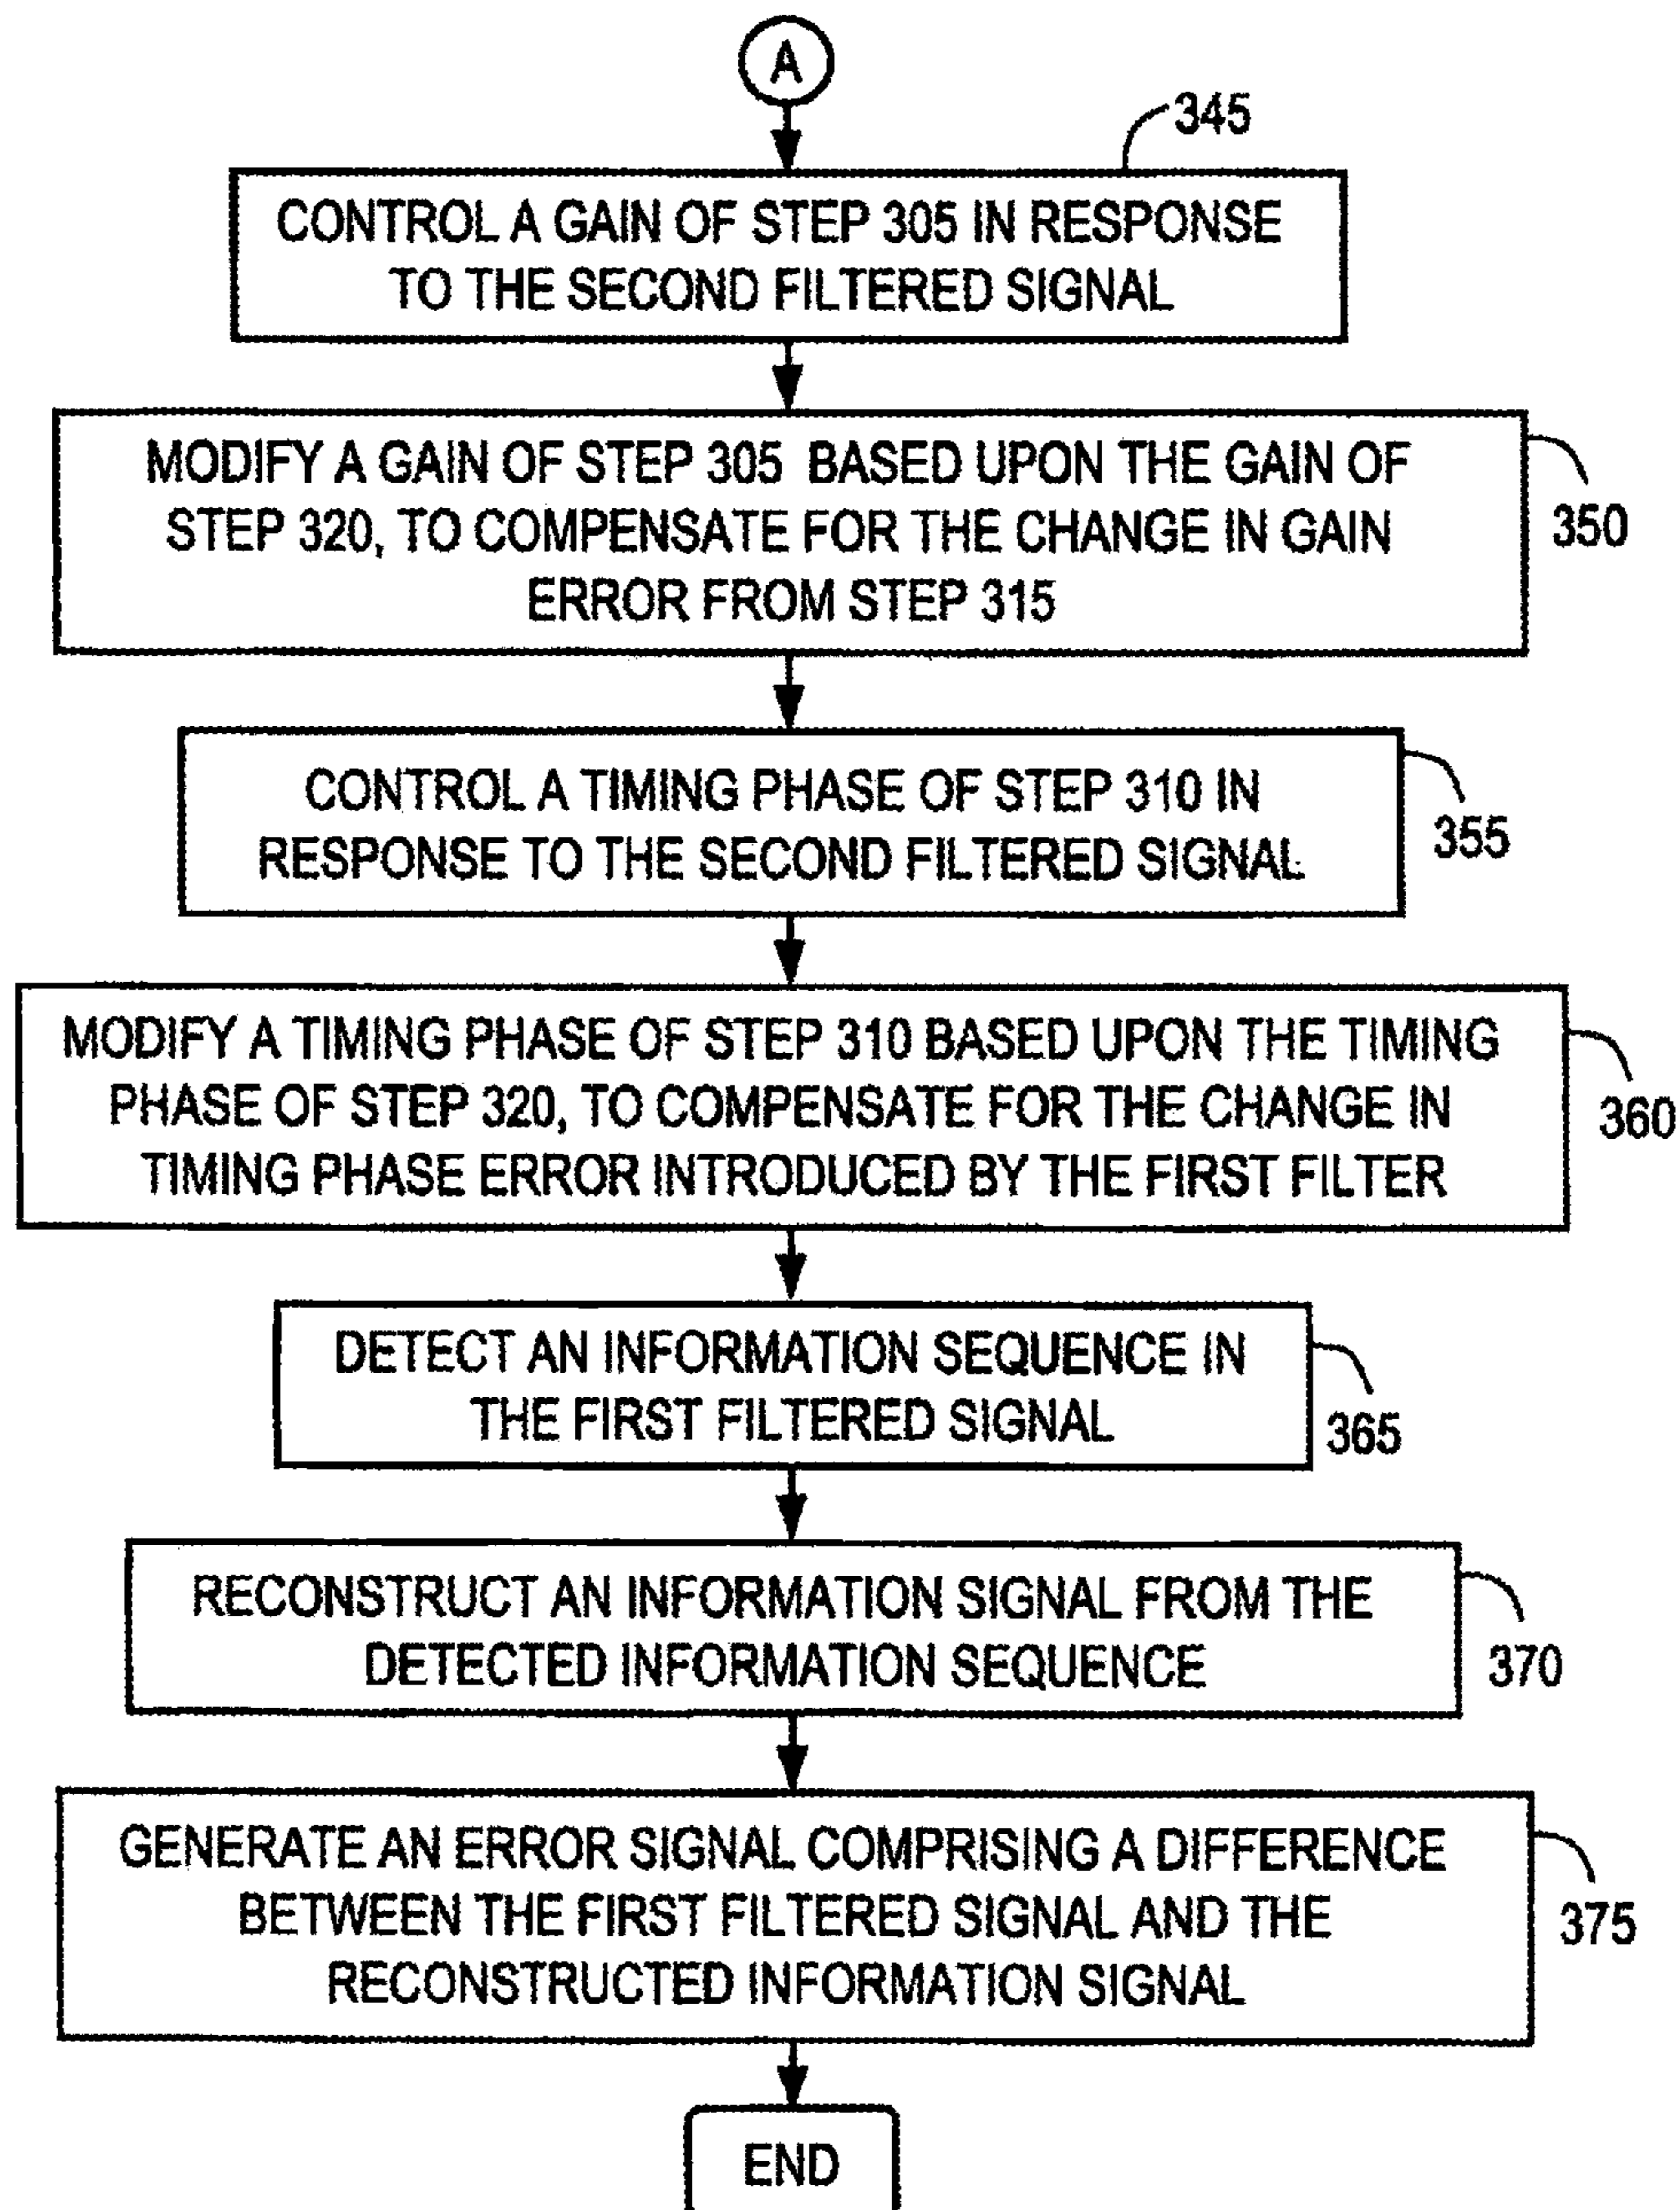 A
345
CONTROL A GAIN OF STEP 305 IN RESPONSE
TO THE SECOND FILTERED SIGNAL
MODIFY A GAIN OF STEP 305 BASED UPON THE GAIN OF
STEP 320, TO COMPENSATE FOR THE CHANGE IN GAIN
ERROR FROM STEP 315
350
CONTROL A TIMING PHASE OF STEP 310 IN
RESPONSE TO THE SECOND FILTERED SIGNAL
355
MODIFY A TIMING PHASE OF STEP 310 BASED UPON THE TIMING
PHASE OF STEP 320, TO COMPENSATE FOR THE CHANGE IN
TIMING PHASE ERROR INTRODUCED BY THE FIRST FILTER
360
DETECT AN INFORMATION SEQUENCE IN
THE FIRST FILTERED SIGNAL
365
RECONSTRUCT AN INFORMATION SIGNAL FROM THE
DETECTED INFORMATION SEQUENCE
370
GENERATE AN ERROR SIGNAL COMPRISING A DIFFERENCE
BETWEEN THE FIRST FILTERED SIGNAL AND THE
RECONSTRUCTED INFORMATION SIGNAL
375
END